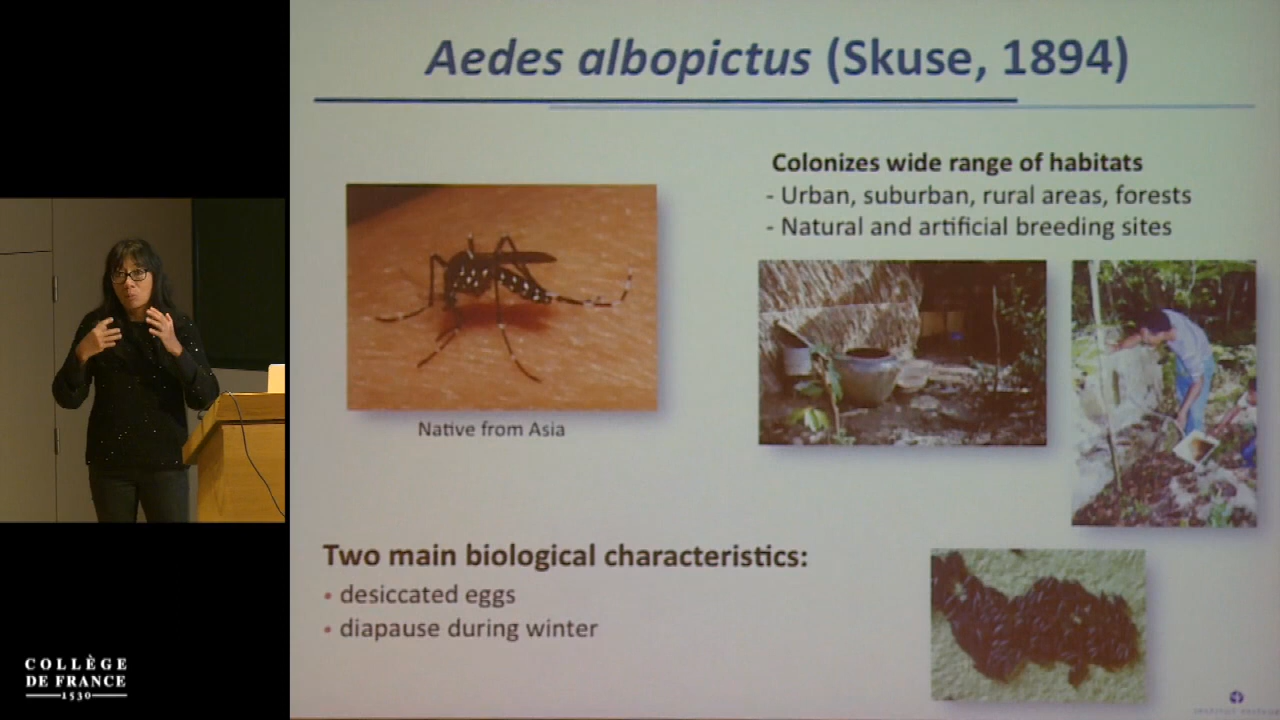 Aedes albopictus (Skuse, 1894)
Colonizes wide range of habitats
- Urban, suburban, rural areas, forests
- Natural and artificial breeding sites
Native from Asia
Two main biological characteristics:
• desiccated eggs
• diapause during winter
COLLÈGE
DE FRANCE
1530